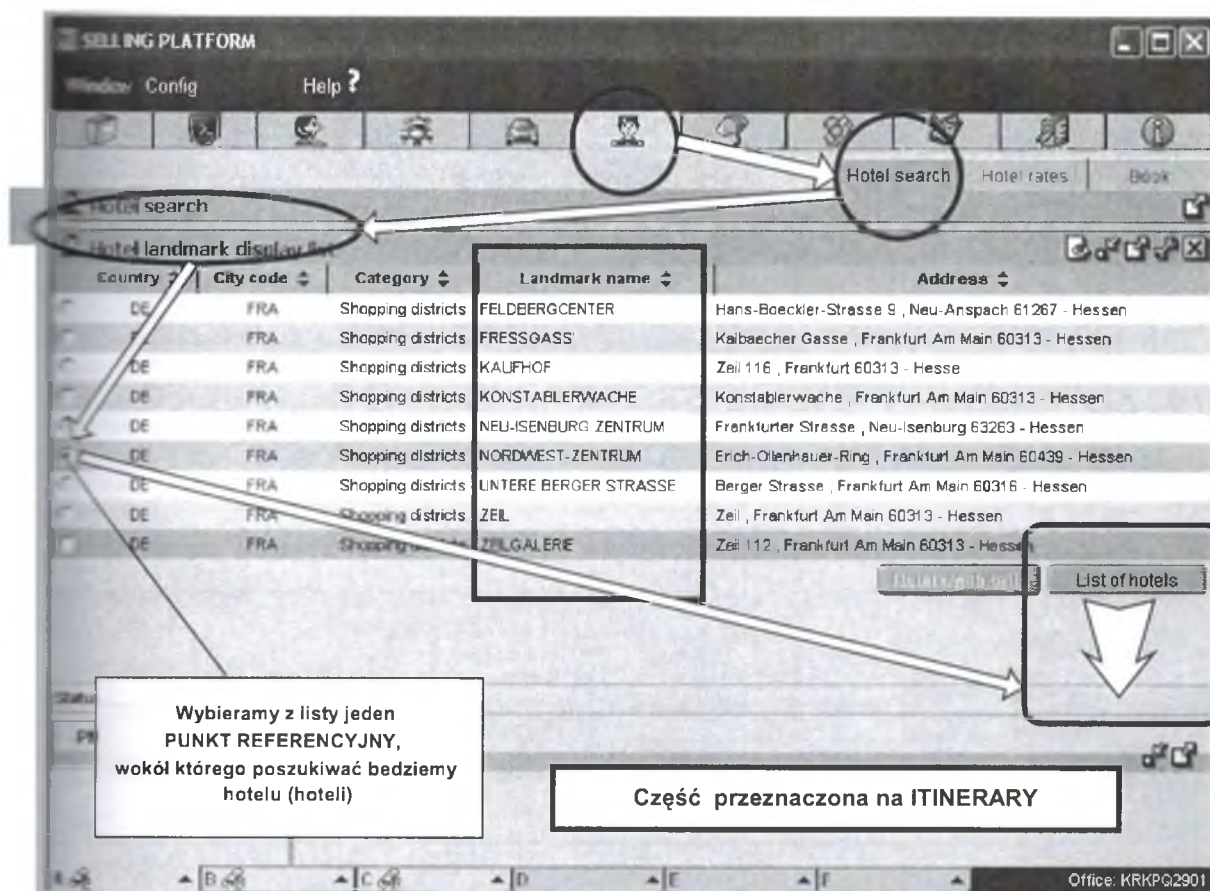 SELLING PLATFORM
Window Config Help ?
Hotel search Hotel rates Book
Hotel search
Hotel landmark display list
Country City code Category Landmark name Address
DE FRA Shopping districts FELDBERGCENTER Hans-Boeckler-Strasse 9 , Neu-Anspach 61267 - Hessen
DE FRA Shopping districts FRESSGASS' Kalbaecher Gasse , Frankfurt Am Main 60313 - Hessen
DE FRA Shopping districts KAUFHOF Zeil 116 , Frankfurt 60313 - Hesse
DE FRA Shopping districts KONSTABLERWACHE Konstablerwache , Frankfurt Am Main 60313 - Hessen
DE FRA Shopping districts NEU-ISENBURG ZENTRUM Frankfurter Strasse , Neu-Isenburg 63263 - Hessen
DE FRA Shopping districts NORDWEST-ZENTRUM Erich-Ollenhauer-Ring , Frankfurt Am Main 60439 - Hessen
DE FRA Shopping districts UNTERE BERGER STRASSE Berger Strasse , Frankfurt Am Main 60316 - Hessen
DE FRA Shopping districts ZEIL Zeil , Frankfurt Am Main 60313 - Hessen
DE FRA Shopping districts ZEILGALERIE Zeil 112 , Frankfurt Am Main 60313 - Hessen
List of hotels
Wybieramy z listy jeden
PUNKT REFERENCYJNY,
wokół którego poszukiwać bedziemy
hotelu (hoteli)
Część przeznaczona na ITINERARY
A B C D E F Office: KRKPQ2901